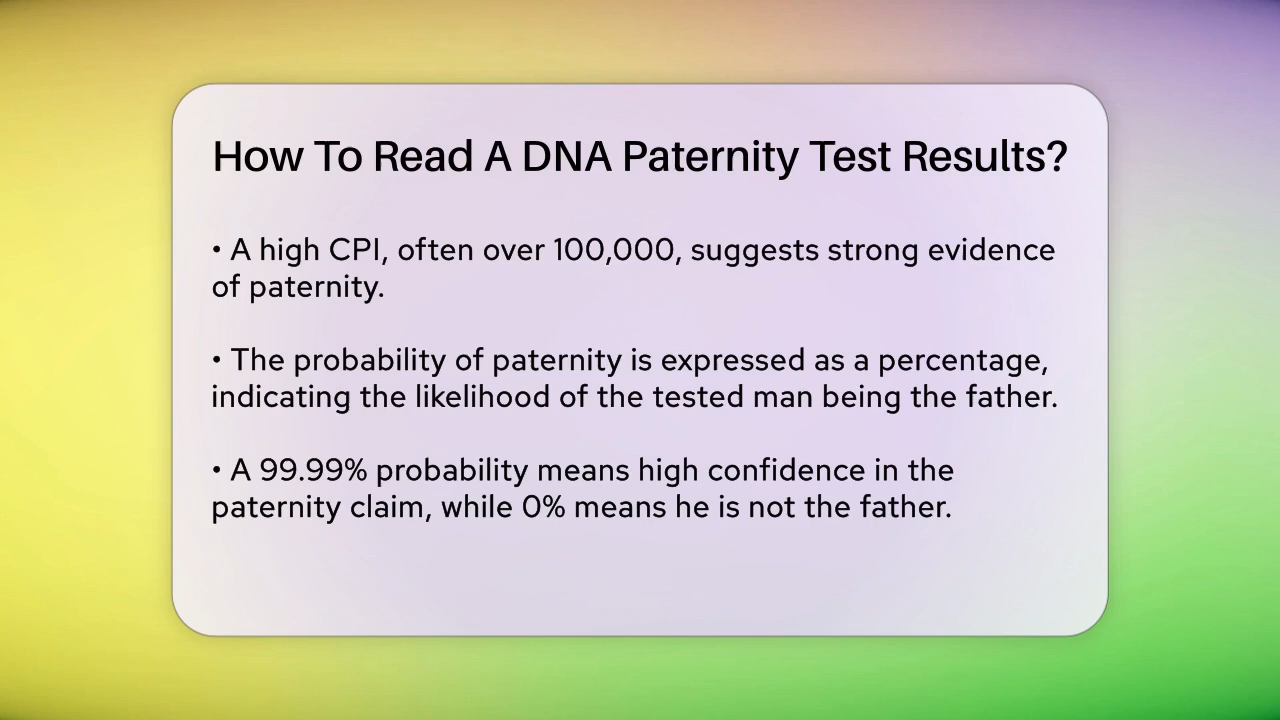 How To Read A DNA Paternity Test Results?
• A high CPI, often over 100,000, suggests strong evidence
of paternity.
• The probability of paternity is expressed as a percentage,
indicating the likelihood of the tested man being the father.
• A 99.99% probability means high confidence in the
paternity claim, while 0% means he is not the father.